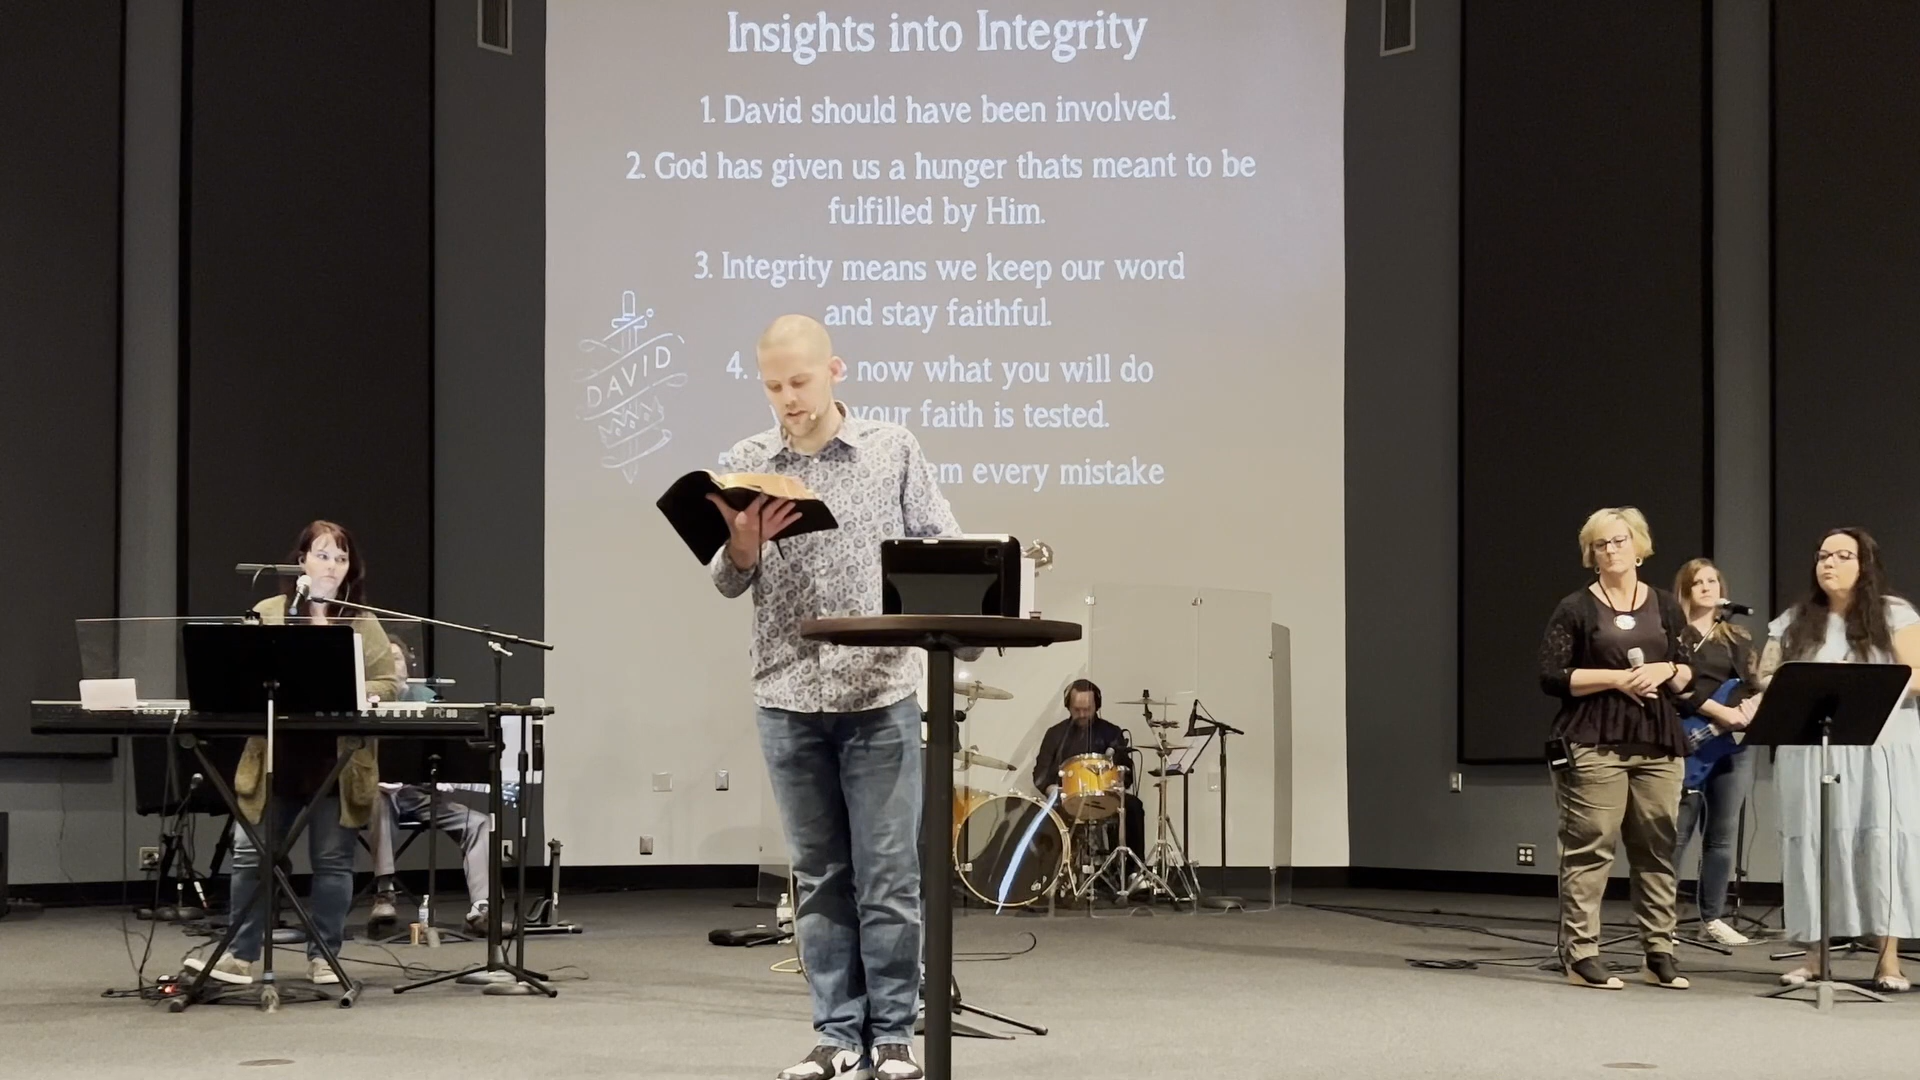 Insights into Integrity
1. David should have been involved.
2. God has given us a hunger thats meant to be
fulfilled by Him.
3. Integrity means we keep our word
and stay faithful.
4. now what you will do
your faith is tested.
every mistake
DAVID
KURZWEIL PC88